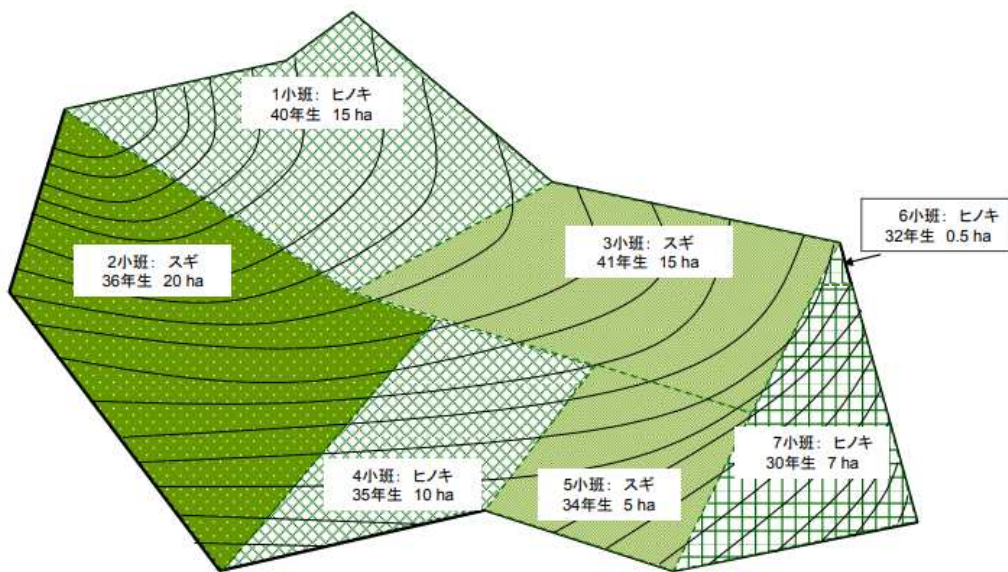 1小班: ヒノキ
40年生 15 ha
2小班: スギ
36年生 20 ha
3小班: スギ
41年生 15 ha
6小班: ヒノキ
32年生 0.5 ha
4小班: ヒノキ
35年生 10 ha
5小班: スギ
34年生 5 ha
7小班: ヒノキ
30年生 7 ha